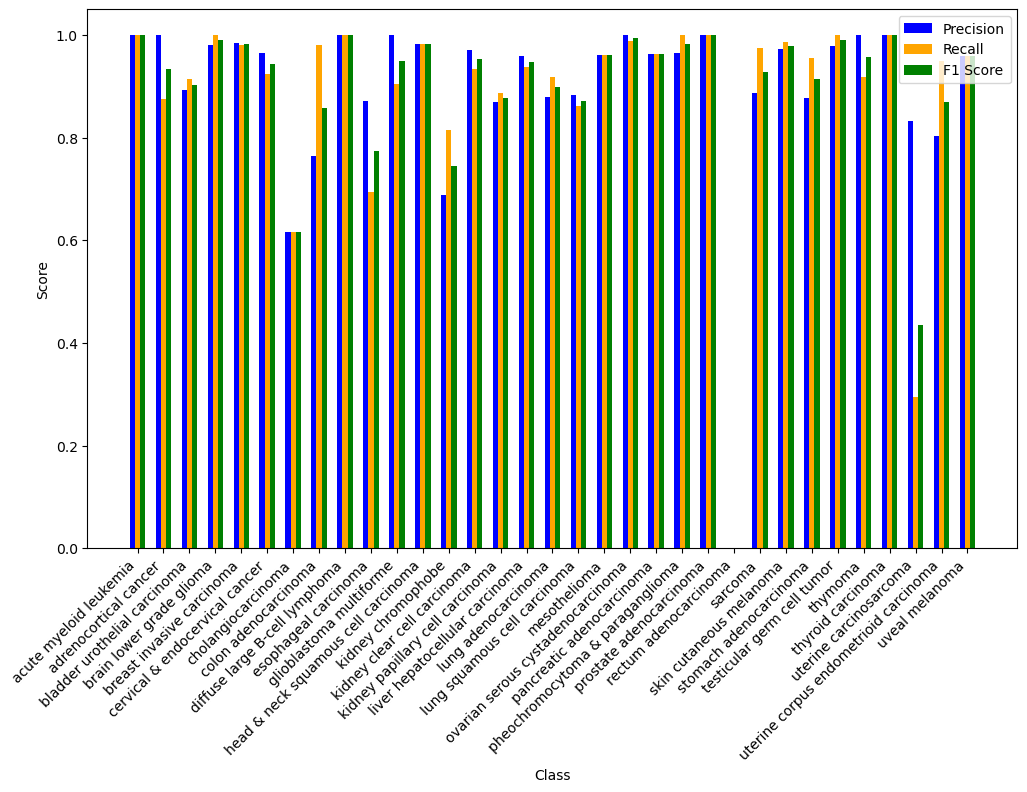 Precision
Recall
F1 Score
1.0
0.8
0.6
0.4
0.2
0.0
Score
acute myeloid leukemia
adrenocortical cancer
bladder urothelial carcinoma
brain lower grade glioma
breast invasive carcinoma
cervical & endocervical cancer
cholangiocarcinoma
colon adenocarcinoma
diffuse large B-cell lymphoma
esophageal carcinoma
glioblastoma multiforme
head & neck squamous cell carcinoma
kidney chromophobe
kidney clear cell carcinoma
kidney papillary cell carcinoma
liver hepatocellular carcinoma
lung adenocarcinoma
lung squamous cell carcinoma
mesothelioma
ovarian serous cystadenocarcinoma
pancreatic adenocarcinoma
pheochromocytoma & paraganglioma
prostate adenocarcinoma
rectum adenocarcinoma
sarcoma
skin cutaneous melanoma
stomach adenocarcinoma
testicular germ cell tumor
thymoma
thyroid carcinoma
uterine carcinosarcoma
uterine corpus endometrioid carcinoma
uveal melanoma
Class